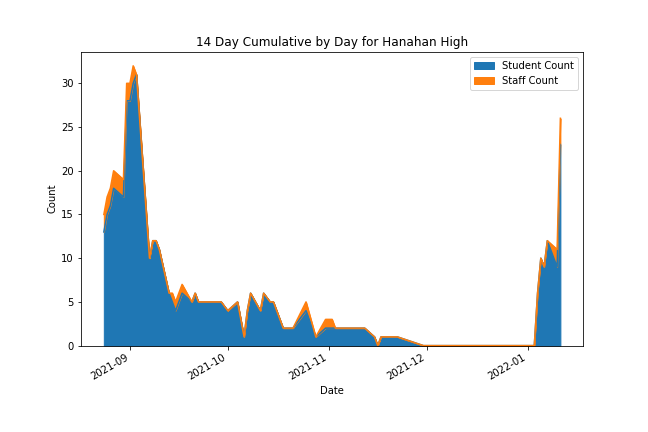 14 Day Cumulative by Day for Hanahan High
Student Count
Staff Count
Count
30
25
20
15
10
5
0
2021-09
2021-10
2021-11
2021-12
2022-01
Date